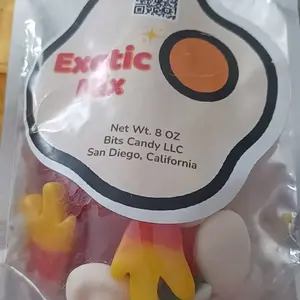 Exotic
Mix
Net Wt. 8 OZ
Bits Candy LLC
San Diego, California